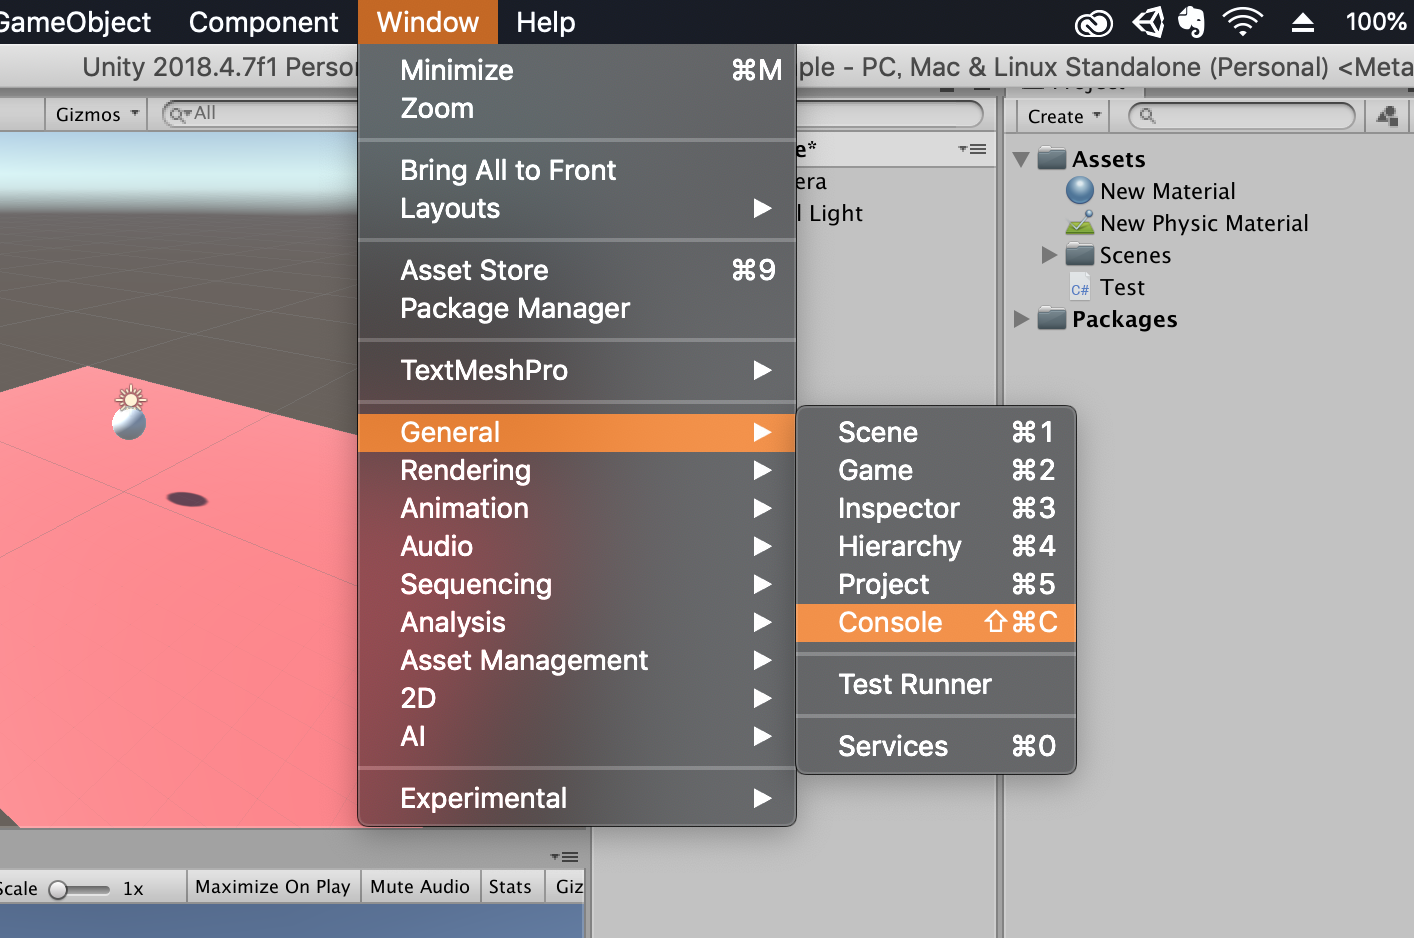 GameObject Component Window Help 100%
Unity 2018.4.7f1 Perso ple - PC, Mac & Linux Standalone (Personal) <Meta
Gizmos All
Create
Minimize ⌘M
Zoom
Bring All to Front
Layouts
Asset Store ⌘9
Package Manager
TextMeshPro
General
Rendering
Animation
Audio
Sequencing
Analysis
Asset Management
2D
AI
Experimental
Scene ⌘1
Game ⌘2
Inspector ⌘3
Hierarchy ⌘4
Project ⌘5
Console ⇧⌘C
Test Runner
Services ⌘0
e*
era
l Light
Assets
New Material
New Physic Material
Scenes
C# Test
Packages
Scale 1x Maximize On Play Mute Audio Stats Giz